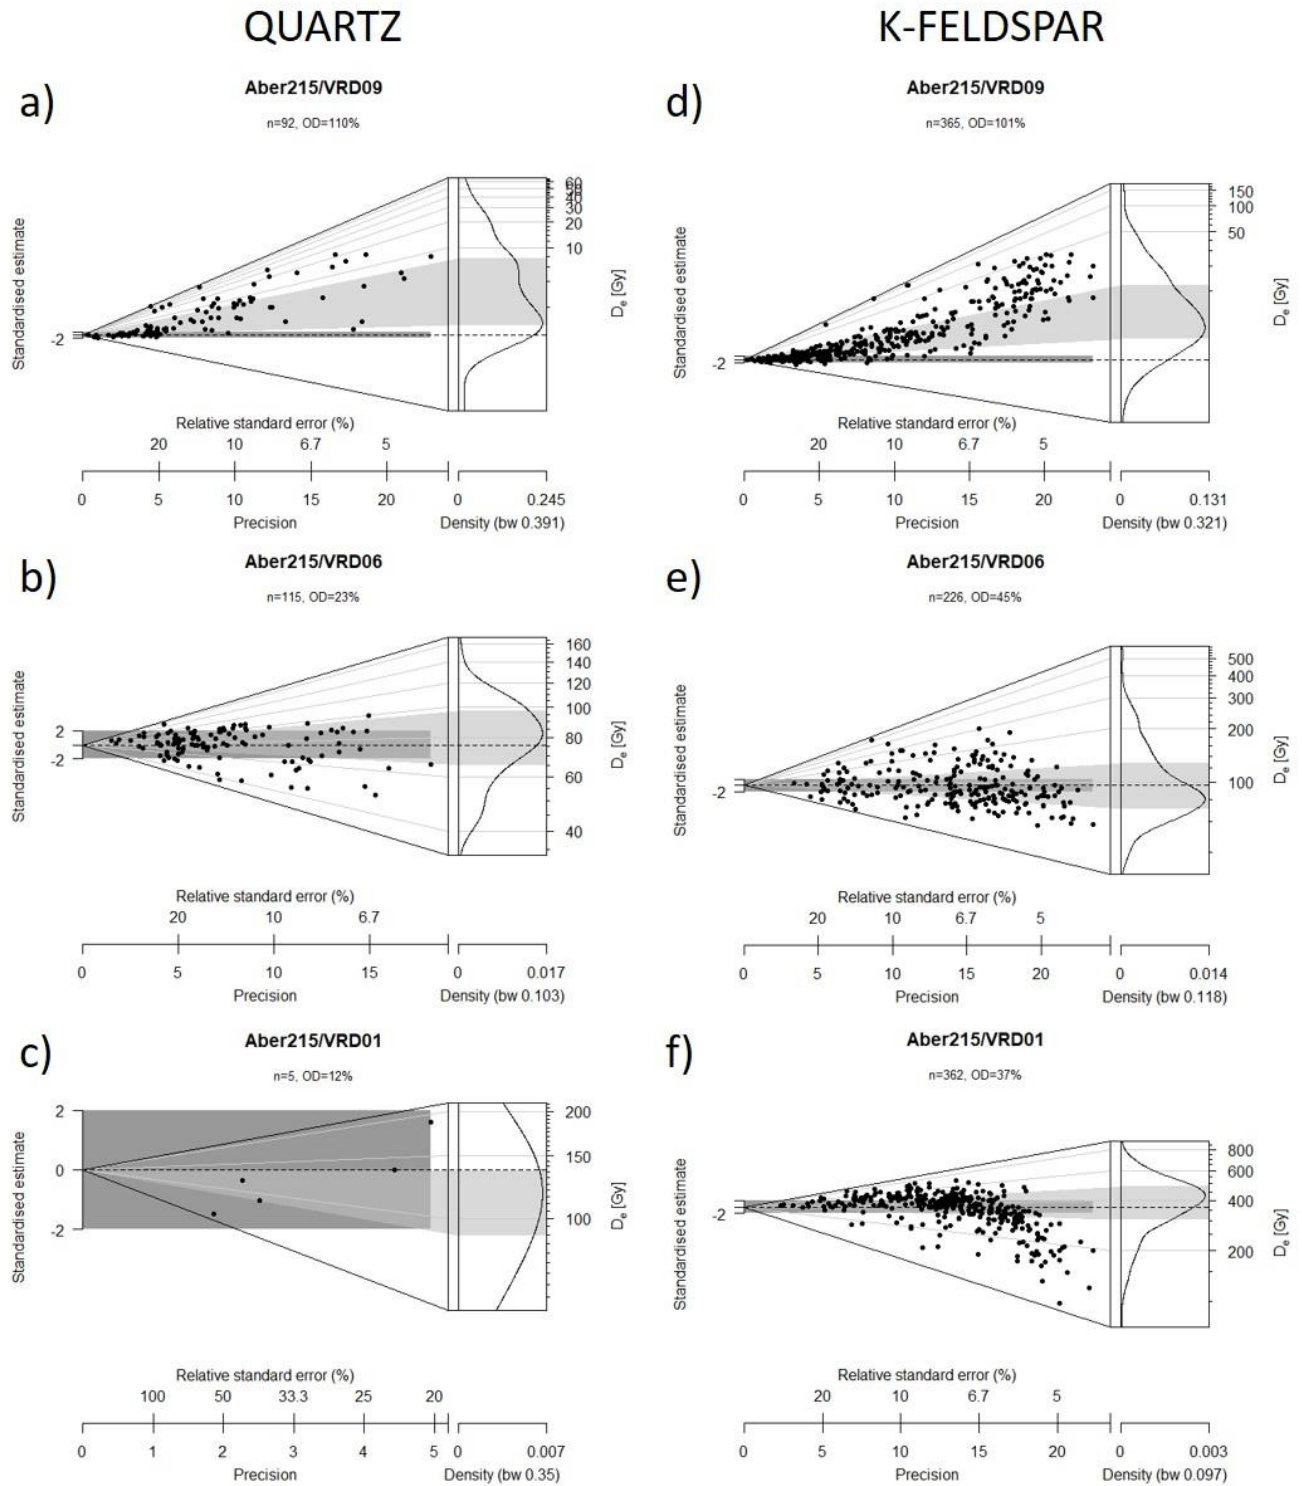 QUARTZ
K-FELDSPAR
a)
Aber215/VRD09
n=92, OD=110%
Standardised estimate
-2
60
50
40
30
20
10
De [Gy]
Relative standard error (%)
20 10 6.7 5
0 5 10 15 20 0 0.245
Precision Density (bw 0.391)
d)
Aber215/VRD09
n=365, OD=101%
Standardised estimate
-2
150
100
50
De [Gy]
Relative standard error (%)
20 10 6.7 5
0 5 10 15 20 0 0.131
Precision Density (bw 0.321)
b)
Aber215/VRD06
n=115, OD=23%
Standardised estimate
2
-2
160
140
120
100
80
60
40
De [Gy]
Relative standard error (%)
20 10 6.7
0 5 10 15 0 0.017
Precision Density (bw 0.103)
e)
Aber215/VRD06
n=226, OD=45%
Standardised estimate
-2
500
400
300
200
100
De [Gy]
Relative standard error (%)
20 10 6.7 5
0 5 10 15 20 0 0.014
Precision Density (bw 0.118)
c)
Aber215/VRD01
n=5, OD=12%
Standardised estimate
2
0
-2
200
150
100
De [Gy]
Relative standard error (%)
100 50 33.3 25 20
0 1 2 3 4 5 0 0.007
Precision Density (bw 0.35)
f)
Aber215/VRD01
n=362, OD=37%
Standardised estimate
-2
800
600
400
200
De [Gy]
Relative standard error (%)
20 10 6.7 5
0 5 10 15 20 0 0.003
Precision Density (bw 0.097)